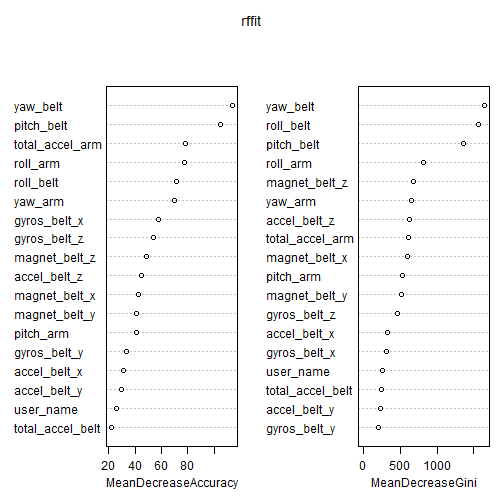 rffit
yaw_belt
pitch_belt
total_accel_arm
roll_arm
roll_belt
yaw_arm
gyros_belt_x
gyros_belt_z
magnet_belt_z
accel_belt_z
magnet_belt_x
magnet_belt_y
pitch_arm
gyros_belt_y
accel_belt_x
accel_belt_y
user_name
total_accel_belt
20 40 60 80
MeanDecreaseAccuracy
yaw_belt
roll_belt
pitch_belt
roll_arm
magnet_belt_z
yaw_arm
accel_belt_z
total_accel_arm
magnet_belt_x
pitch_arm
magnet_belt_y
gyros_belt_z
accel_belt_x
gyros_belt_x
user_name
total_accel_belt
accel_belt_y
gyros_belt_y
0 500 1000
MeanDecreaseGini